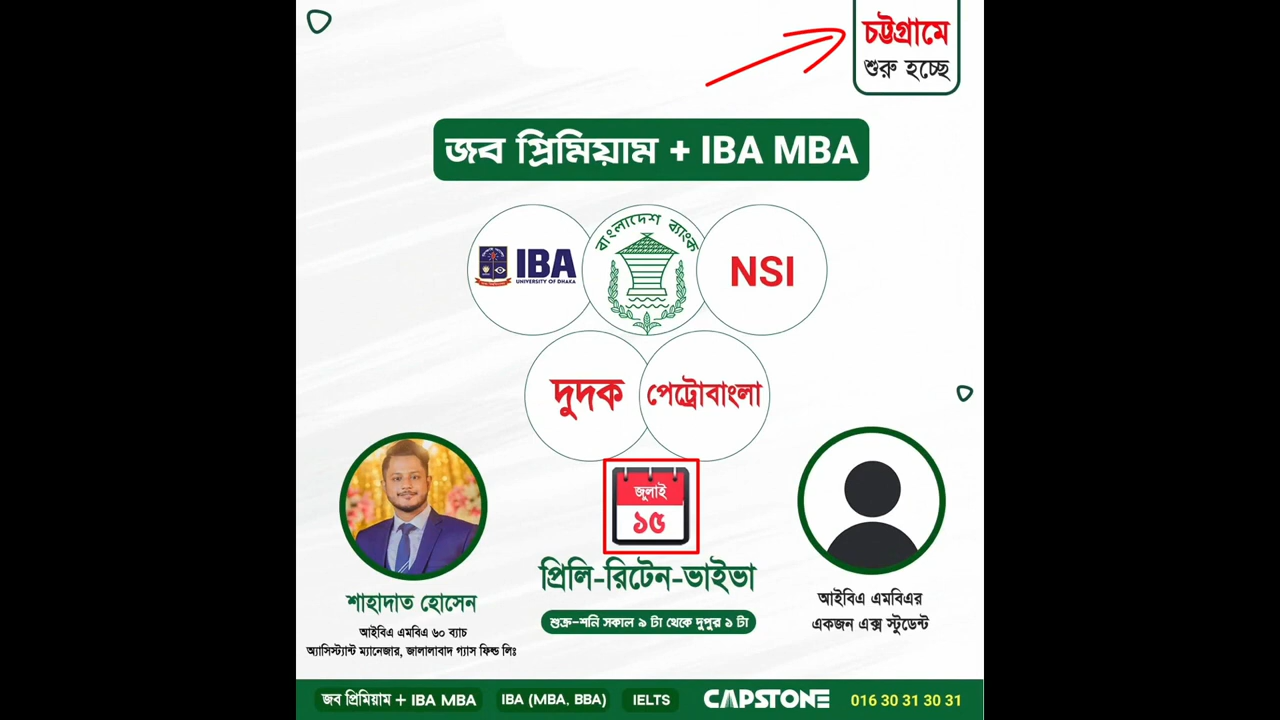 চট্টগ্রামে
শুরু হচ্ছে
জব প্রিমিয়াম + IBA MBA
IBA
UNIVERSITY OF DHAKA
বাংলাদেশ ব্যাংক
NSI
দুদক
পেট্রোবাংলা
জুলাই
১৫
প্রিলি-রিটেন-ভাইভা
শুক্র-শনি সকাল ৯ টা থেকে দুপুর ১ টা
শাহাদাত হোসেন
আইবিএ এমবিএ ৬০ ব্যাচ
অ্যাসিস্ট্যান্ট ম্যানেজার, জালালাবাদ গ্যাস ফিল্ড লিঃ
আইবিএ এমবিএর
একজন এক্স স্টুডেন্ট
জব প্রিমিয়াম + IBA MBA IBA (MBA, BBA) IELTS CAPSTONE 016 30 31 30 31